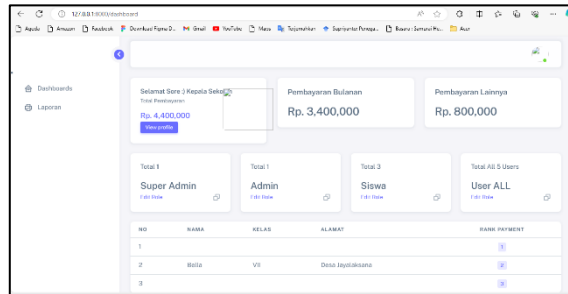 127.0.0.1:8000/dashboard
Agoda Amazon Facebook Download Figma D... Gmail YouTube Maps Terjemahan
Dashboards
Laporan
Selamat Sore :) Kepala Sekol
Total Pembayaran
Rp. 4,400,000
View profile
Pembayaran Bulanan
Rp. 3,400,000
Pembayaran Lainnya
Rp. 800,000
Total 1
Super Admin
Edit Role
Total 1
Admin
Edit Role
Total 3
Siswa
Edit Role
Total All 5 Users
User ALL
Edit Role
NO NAMA KELAS ALAMAT RANK PAYMENT
1 1
2 Bella VII Desa Jayalaksana 2
3 3